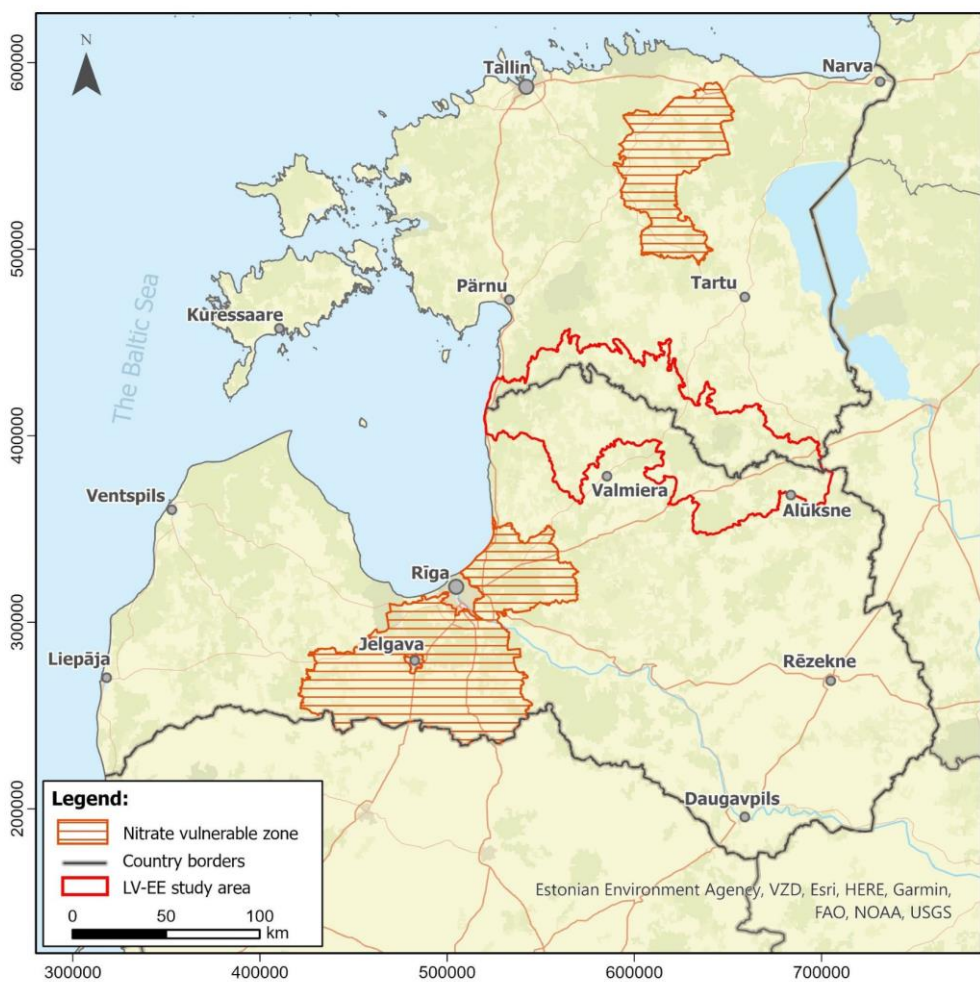 N
600000
500000
400000
300000
200000
Tallin
Narva
Pärnu
Tartu
Kuressaare
The Baltic Sea
Ventspils
Valmiera
Alūksne
Rīga
Jelgava
Liepāja
Rēzekne
Daugavpils
Legend:
Nitrate vulnerable zone
Country borders
LV-EE study area
0 50 100
km
Estonian Environment Agency, VZD, Esri, HERE, Garmin,
FAO, NOAA, USGS
300000 400000 500000 600000 700000